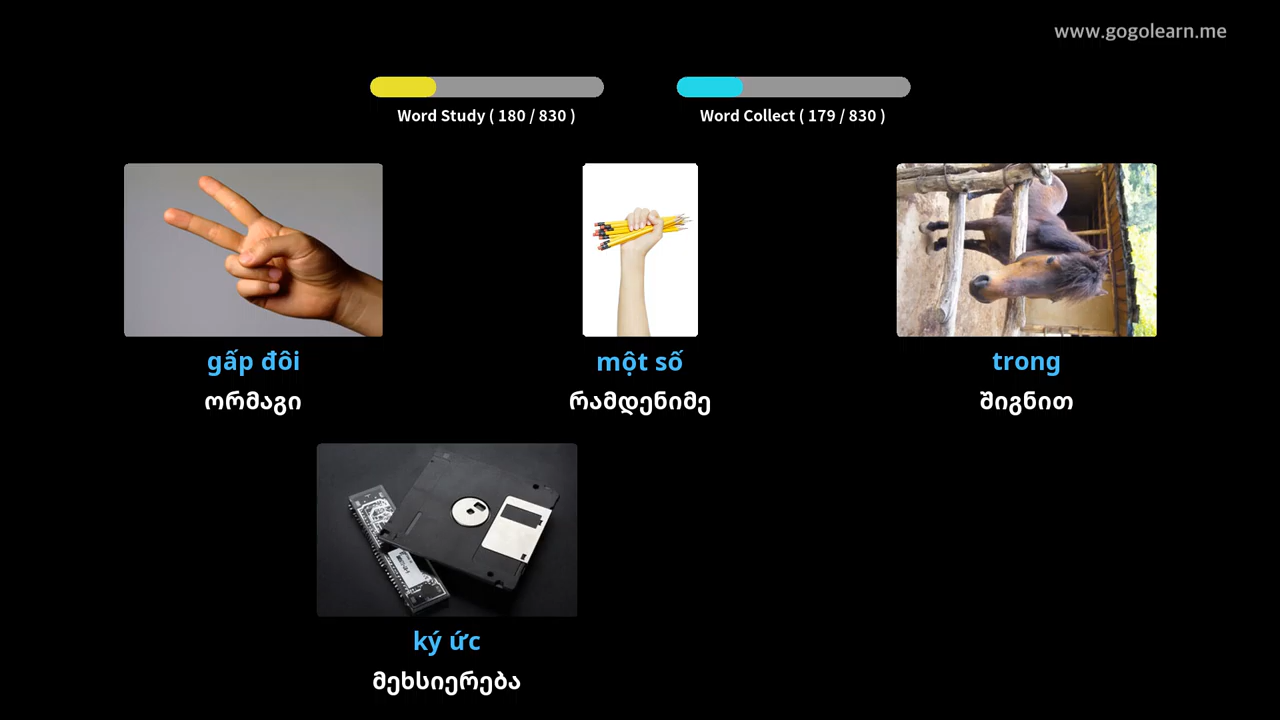 www.gogolearn.me
Word Study ( 180 / 830 )
Word Collect ( 179 / 830 )
gấp đôi
ორმაგი
một số
რამდენიმე
trong
შიგნით
ký ức
მეხსიერება